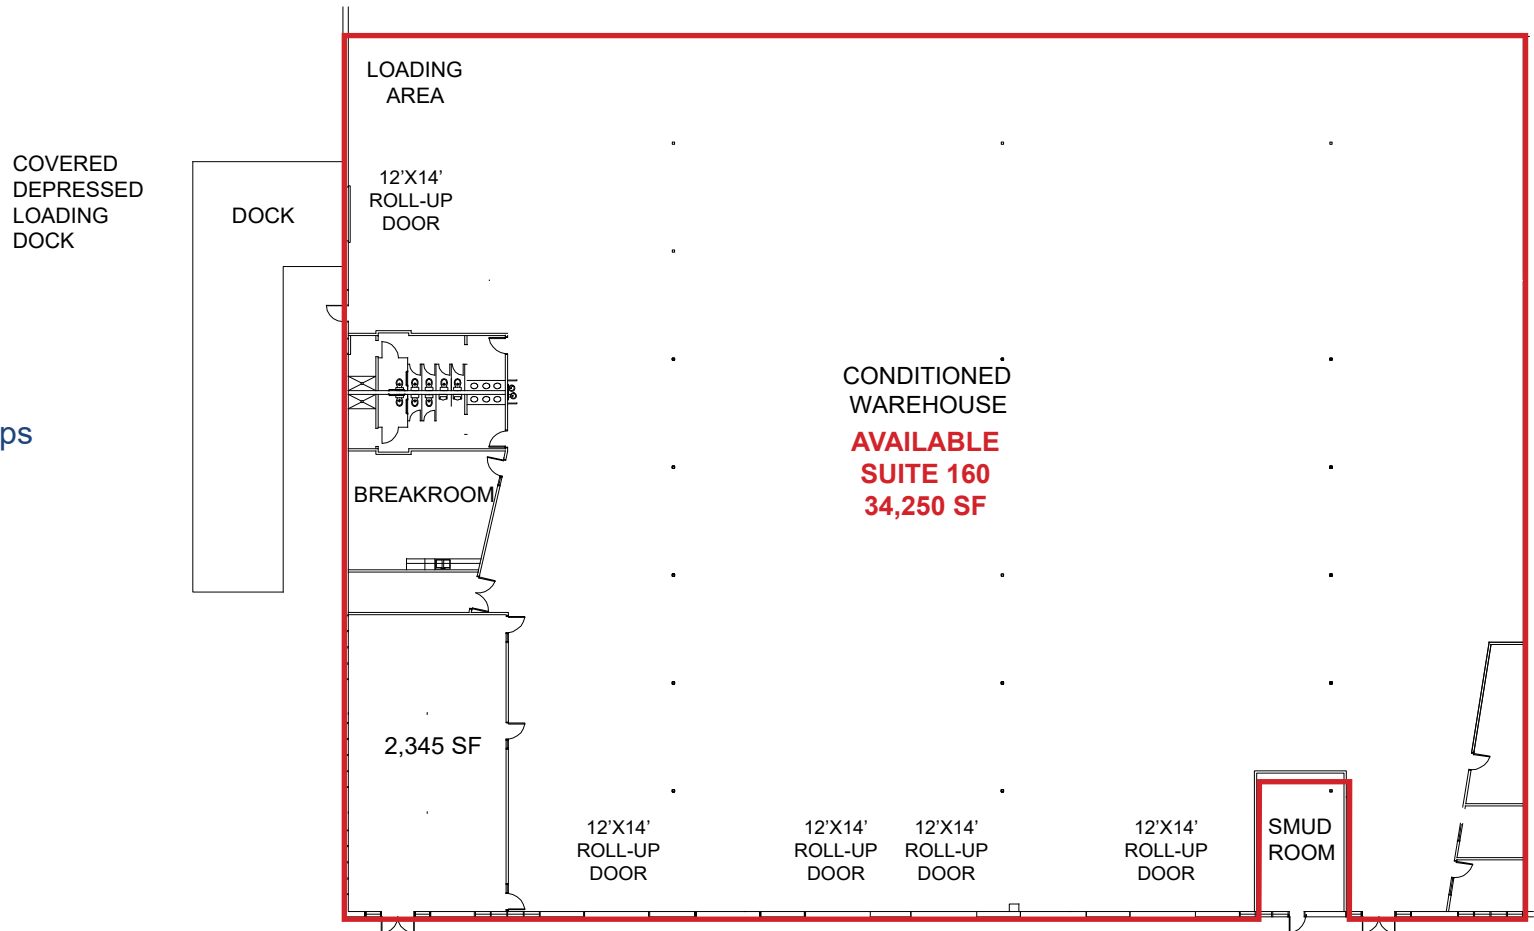 LOADING
AREA
COVERED
DEPRESSED
LOADING
DOCK
DOCK
12'X14'
ROLL-UP
DOOR
CONDITIONED
WAREHOUSE
AVAILABLE
SUITE 160
34,250 SF
ps
BREAKROOM
2,345 SF
12'X14'
ROLL-UP
DOOR
12'X14'
ROLL-UP
DOOR
12'X14'
ROLL-UP
DOOR
12'X14'
ROLL-UP
DOOR
SMUD
ROOM